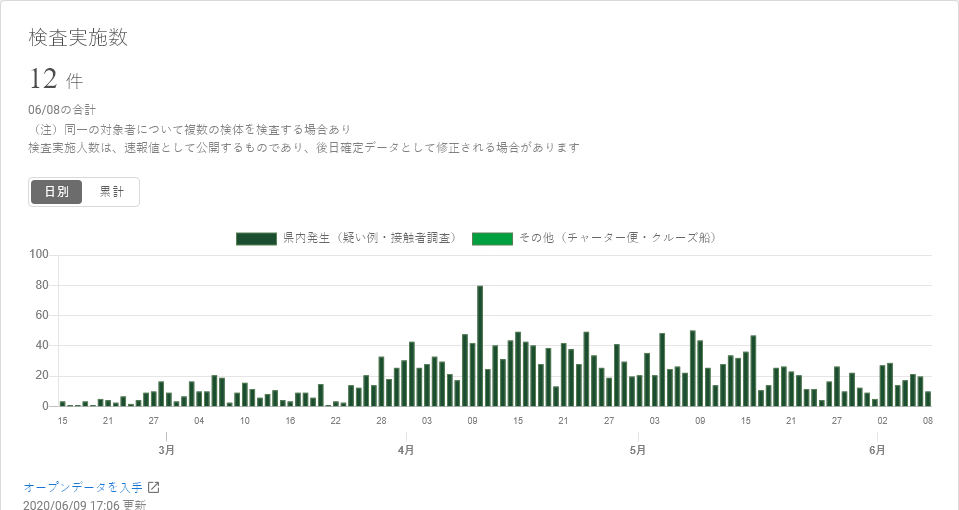 検査実施数
12 件
06/08の合計
（注）同一の対象者について複数の検体を検査する場合あり
検査実施人数は、速報値として公開するものであり、後日確定データとして修正される場合があります
日別 累計
県内発生（疑い例・接触者調査） その他（チャーター便・クルーズ船）
100
80
60
40
20
0
15 21 27 04 10 16 22 28 03 09 15 21 27 03 09 15 21 27 02 08
3月 4月 5月 6月
オープンデータを入手
2020/06/09 17:06 更新